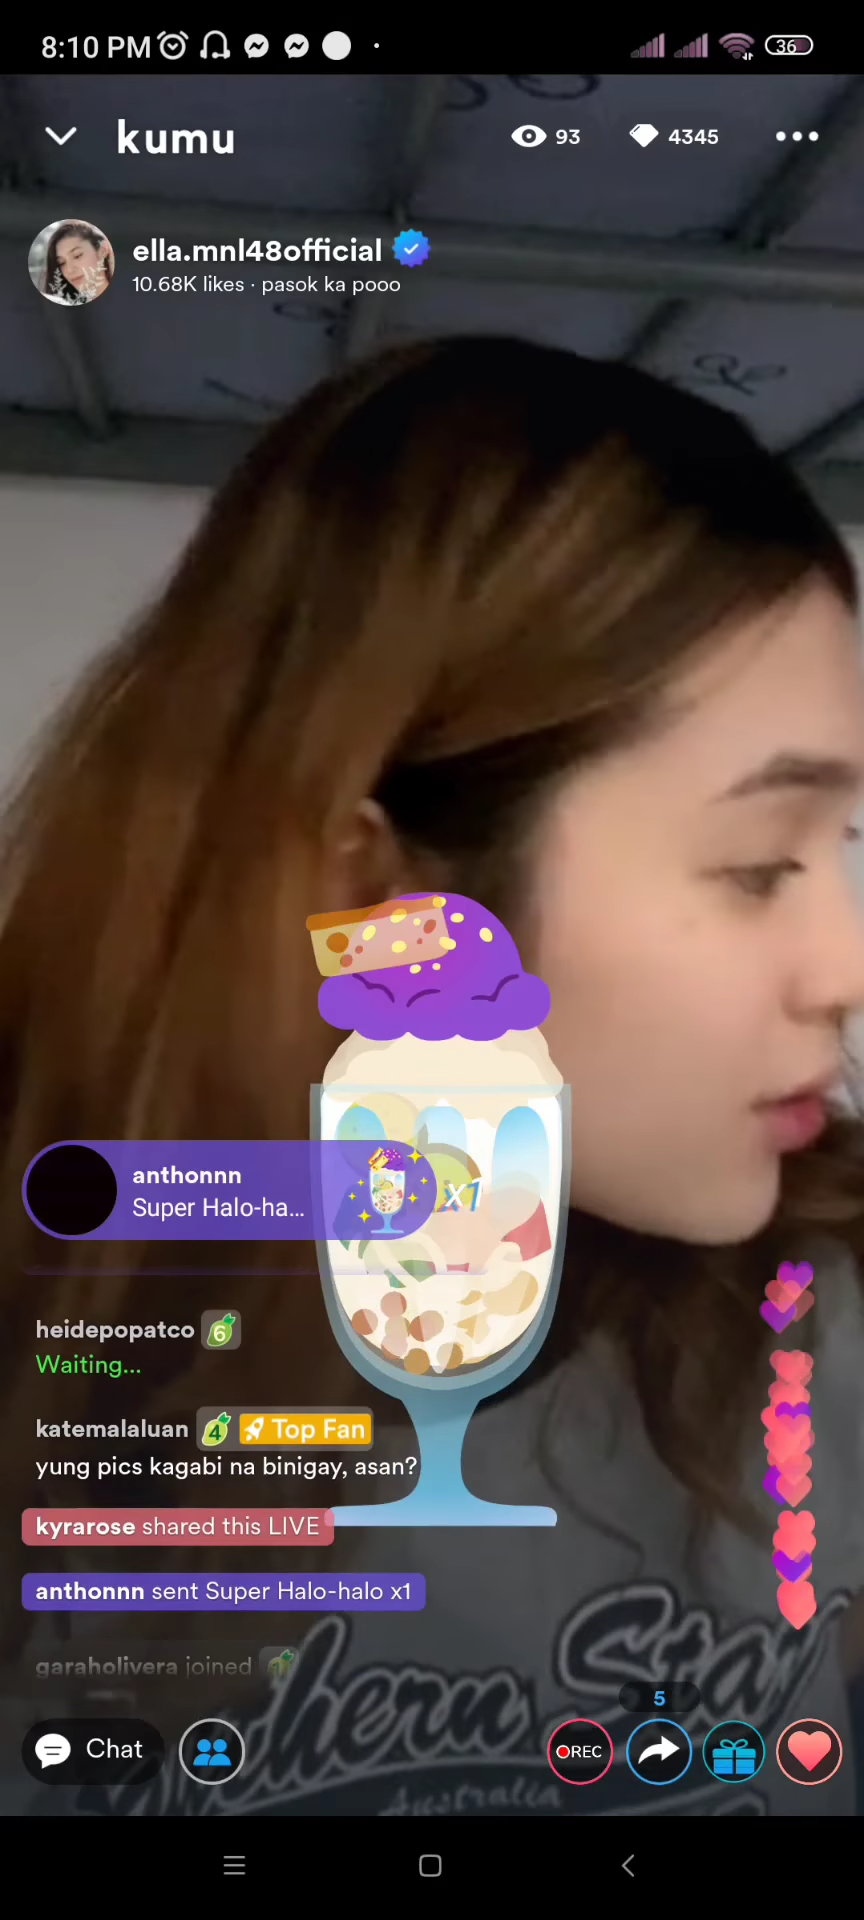 8:10 PM
36
kumu
93
4345
ella.mnl48official
10.68K likes · pasok ka pooo
anthonnn
Super Halo-ha...
x1
heidepopatco 6
Waiting...
katemalaluan 4 Top Fan
yung pics kagabi na binigay, asan?
kyrarose shared this LIVE
anthonnn sent Super Halo-halo x1
garaholivera joined
5
Chat
REC
Australia